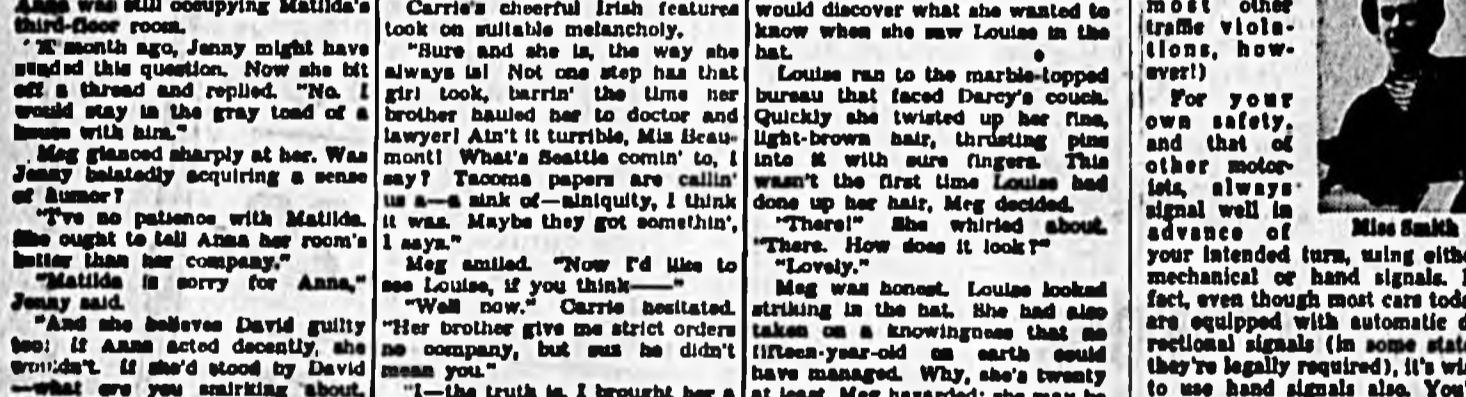 Anna was still occupying Matilda's
third-floor room.
A month ago, Jenny might have
evaded this question. Now she bit
off a thread and replied. "No. I
would stay in the gray toad of a
house with him."
Meg glanced sharply at her. Was
Jenny belatedly acquiring a sense
of humor?
"I've no patience with Matilda.
She ought to tell Anna her room's
better than her company."
"Matilda is sorry for Anna,"
Jenny said.
"And she believes David guilty
too; if Anna acted decently, she
wouldn't. If she'd stood by David
—what are you smirking about,
Carrie's cheerful Irish features
took on suitable melancholy.
"Sure and she is, the way she
always is! Not one step has that
girl took, barrin' the time her
brother hauled her to doctor and
lawyer! Ain't it turrible, Mis Beau-
mont! What's Seattle comin' to, I
say? Tacoma papers are callin'
us a—a sink of—siniquity, I think
it was. Maybe they got somethin',
I says."
Meg smiled. "Now I'd like to
see Louise, if you think——"
"Well now." Carrie hesitated.
"Her brother give me strict orders
no company, but sus he didn't
mean you."
"I—the truth is, I brought her a
would discover what she wanted to
know when she saw Louise in the
hat.
Louise ran to the marble-topped
bureau that faced Darcy's couch.
Quickly she twisted up her fine,
light-brown hair, thrusting pins
into it with sure fingers. This
wasn't the first time Louise had
done up her hair, Meg decided.
"There!" She whirled about.
"There. How does it look?"
"Lovely."
Meg was honest. Louise looked
striking in the hat. She had also
taken on a knowingness that no
fifteen-year-old on earth could
have managed. Why, she's twenty
at least, Meg hazarded; she may be
most other
traffic viola-
tions, how-
ever!)
For your
own safety,
and that of
other motor-
ists, always
signal well in
advance of
your intended turn, using eithe
mechanical or hand signals. I
fact, even though most cars toda
are equipped with automatic d
rectional signals (in some state
they're legally required), it's wi
to use hand signals also. You'
Miss Smith